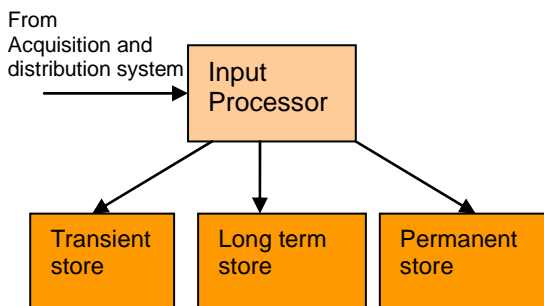 From
Acquisition and
distribution system
Input
Processor
Transient
store
Long term
store
Permanent
store